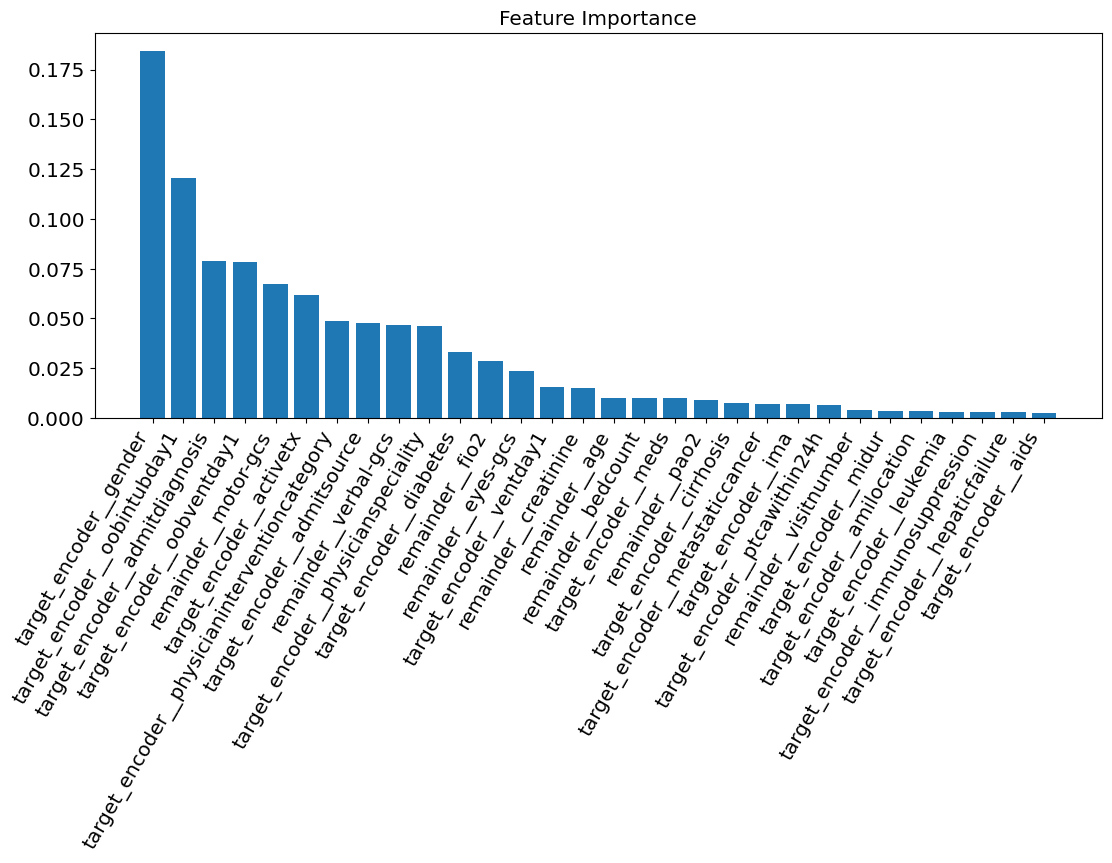 Feature Importance
0.175
0.150
0.125
0.100
0.075
0.050
0.025
0.000
target_encoder__gender
target_encoder__oobintubday1
target_encoder__admitdiagnosis
target_encoder__oobventday1
remainder__motor-gcs
target_encoder__activetx
target_encoder__physicianinterventioncategory
target_encoder__admitsource
remainder__verbal-gcs
target_encoder__physicianspeciality
target_encoder__diabetes
remainder__fio2
remainder__eyes-gcs
target_encoder__ventday1
remainder__creatinine
remainder__age
remainder__bedcount
target_encoder__meds
remainder__pao2
target_encoder__cirrhosis
target_encoder__metastaticcancer
target_encoder__ima
target_encoder__ptcawithin24h
remainder__visitnumber
target_encoder__midur
target_encoder__amilocation
target_encoder__leukemia
target_encoder__immunosuppression
target_encoder__hepaticfailure
target_encoder__aids